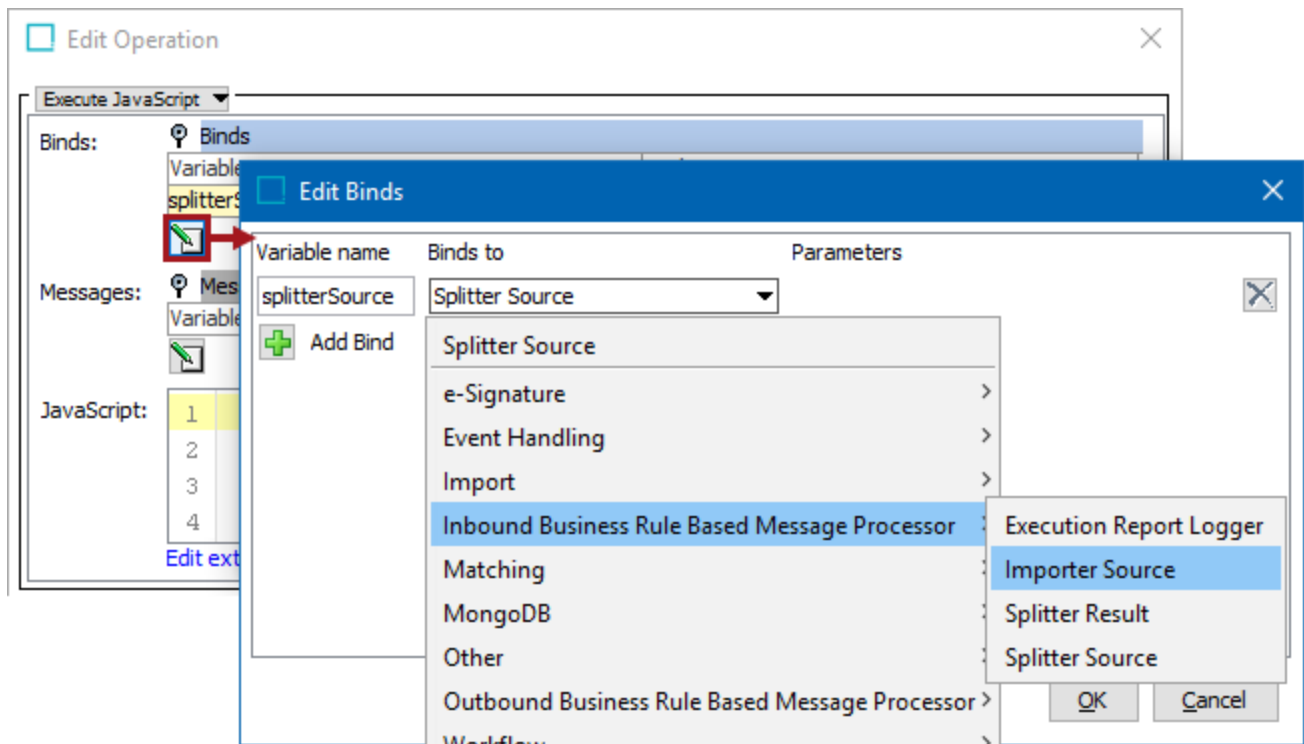 Edit Operation
Execute JavaScript
Binds:
Binds
Variable
splitterS
Edit Binds
Variable name Binds to Parameters
splitterSource Splitter Source
Add Bind
Messages:
Mes
Variable
Splitter Source
e-Signature
Event Handling
Import
Inbound Business Rule Based Message Processor
Matching
MongoDB
Other
Outbound Business Rule Based Message Processor
Workflow
Execution Report Logger
Importer Source
Splitter Result
Splitter Source
JavaScript:
1
2
3
4
Edit ext
OK Cancel